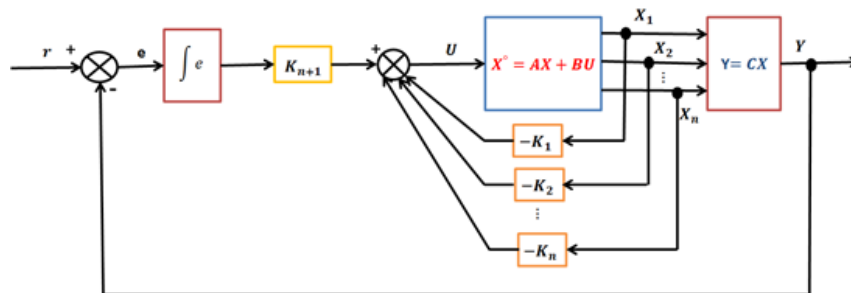 r + e ∫ e K_{n+1} + U X° = AX + BU X_1 Y= CX Y
-
X_2
⋮
X_n
−K_1
−K_2
⋮
−K_n